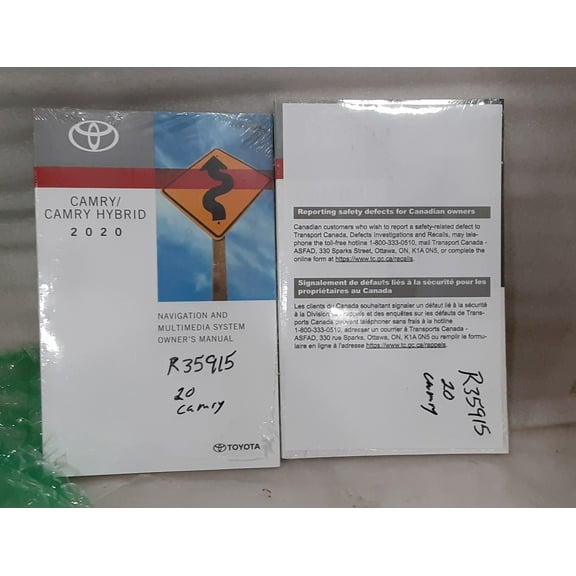 CAMRY/
CAMRY HYBRID
2020
NAVIGATION AND
MULTIMEDIA SYSTEM
OWNER'S MANUAL
R35915
20
camry
TOYOTA
Reporting safety defects for Canadian owners
Canadian customers who wish to report a safety-related defect to
Transport Canada, Defects Investigations and Recalls, may tele-
phone the toll-free hotline 1-800-333-0510, mail Transport Canada -
ASFAD, 330 Sparks Street, Ottawa, ON, K1A 0N5, or complete the
online form at https://www.tc.gc.ca/recalls.
Signalement de défauts liés à la sécurité pour les
propriétaires au Canada
Les clients du Canada souhaitant signaler un défaut lié à la sécurité
à la Division des rappels et des enquêtes sur les défauts de Trans-
ports Canada peuvent téléphoner sans frais à la hotline
1-800-333-0510, adresser un courrier à Transports Canada -
ASFAD, 330 rue Sparks, Ottawa, ON, K1A 0N5 ou remplir le formu-
laire en ligne à l'adresse https://www.tc.gc.ca/rappels.
R35915
20
camry